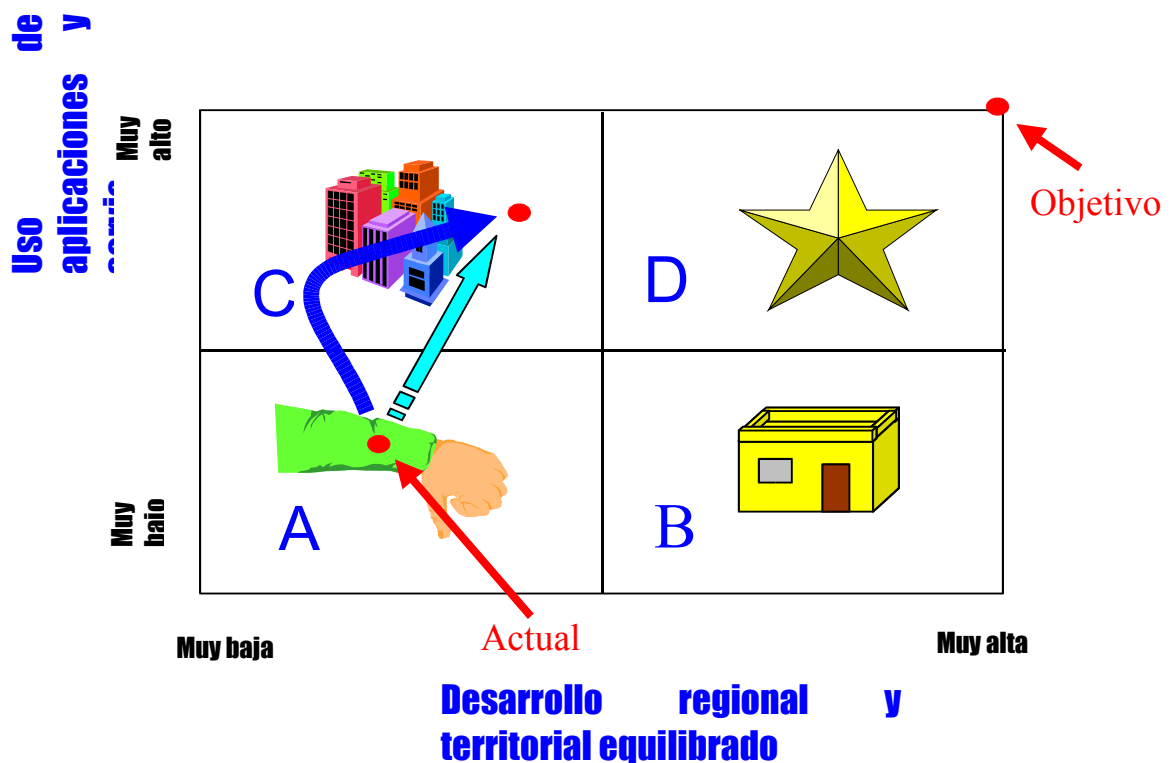 Uso de
aplicaciones y
Muy
alto
Objetivo
C
D
A
B
Muy
bajo
Actual
Muy baja
Muy alta
Desarrollo regional y
territorial equilibrado